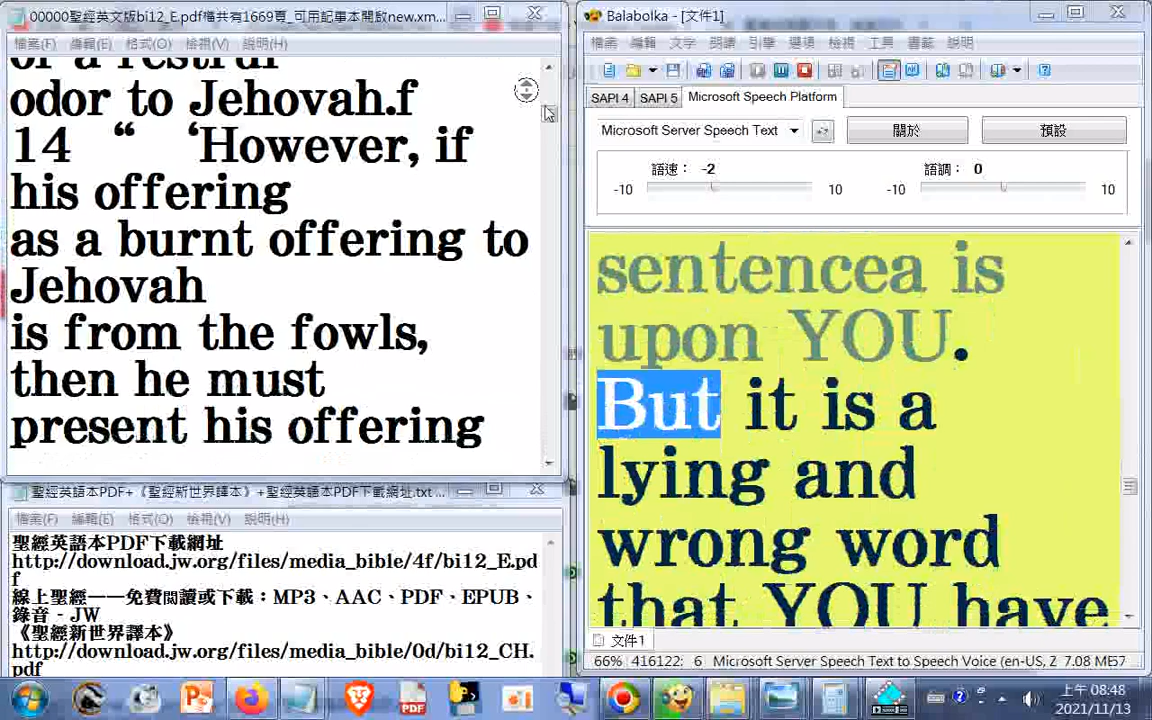 00000聖經英文版bi12_E.pdf檔共有1669頁_可用記事本開啟new.xm...
檔案(F) 編輯(E) 格式(O) 檢視(V) 說明(H)
or a restful
odor to Jehovah.f
14 “ ‘However, if
his offering
as a burnt offering to
Jehovah
is from the fowls,
then he must
present his offering
聖經英語本PDF+《聖經新世界譯本》+聖經英語本PDF下載網址.txt ...
檔案(F) 編輯(E) 格式(O) 檢視(V) 說明(H)
聖經英語本PDF下載網址
http://download.jw.org/files/media_bible/4f/bi12_E.pd
f
線上聖經——免費閱讀或下載：MP3、AAC、PDF、EPUB、
錄音 - JW
《聖經新世界譯本》
http://download.jw.org/files/media_bible/0d/bi12_CH.
pdf
Balabolka - [文件1]
檔案 編輯 文字 朗讀 引擎 選項 檢視 工具 書籤 說明
SAPI 4 SAPI 5 Microsoft Speech Platform
Microsoft Server Speech Text 關於 預設
語速： -2 語調： 0
-10 10 -10 10
sentencea is
upon YOU.
But it is a
lying and
wrong word
that YOU have
文件1
66% 416122: 6 Microsoft Server Speech Text to Speech Voice (en-US, Z 7.08 ME57
上午 08:48
2021/11/13